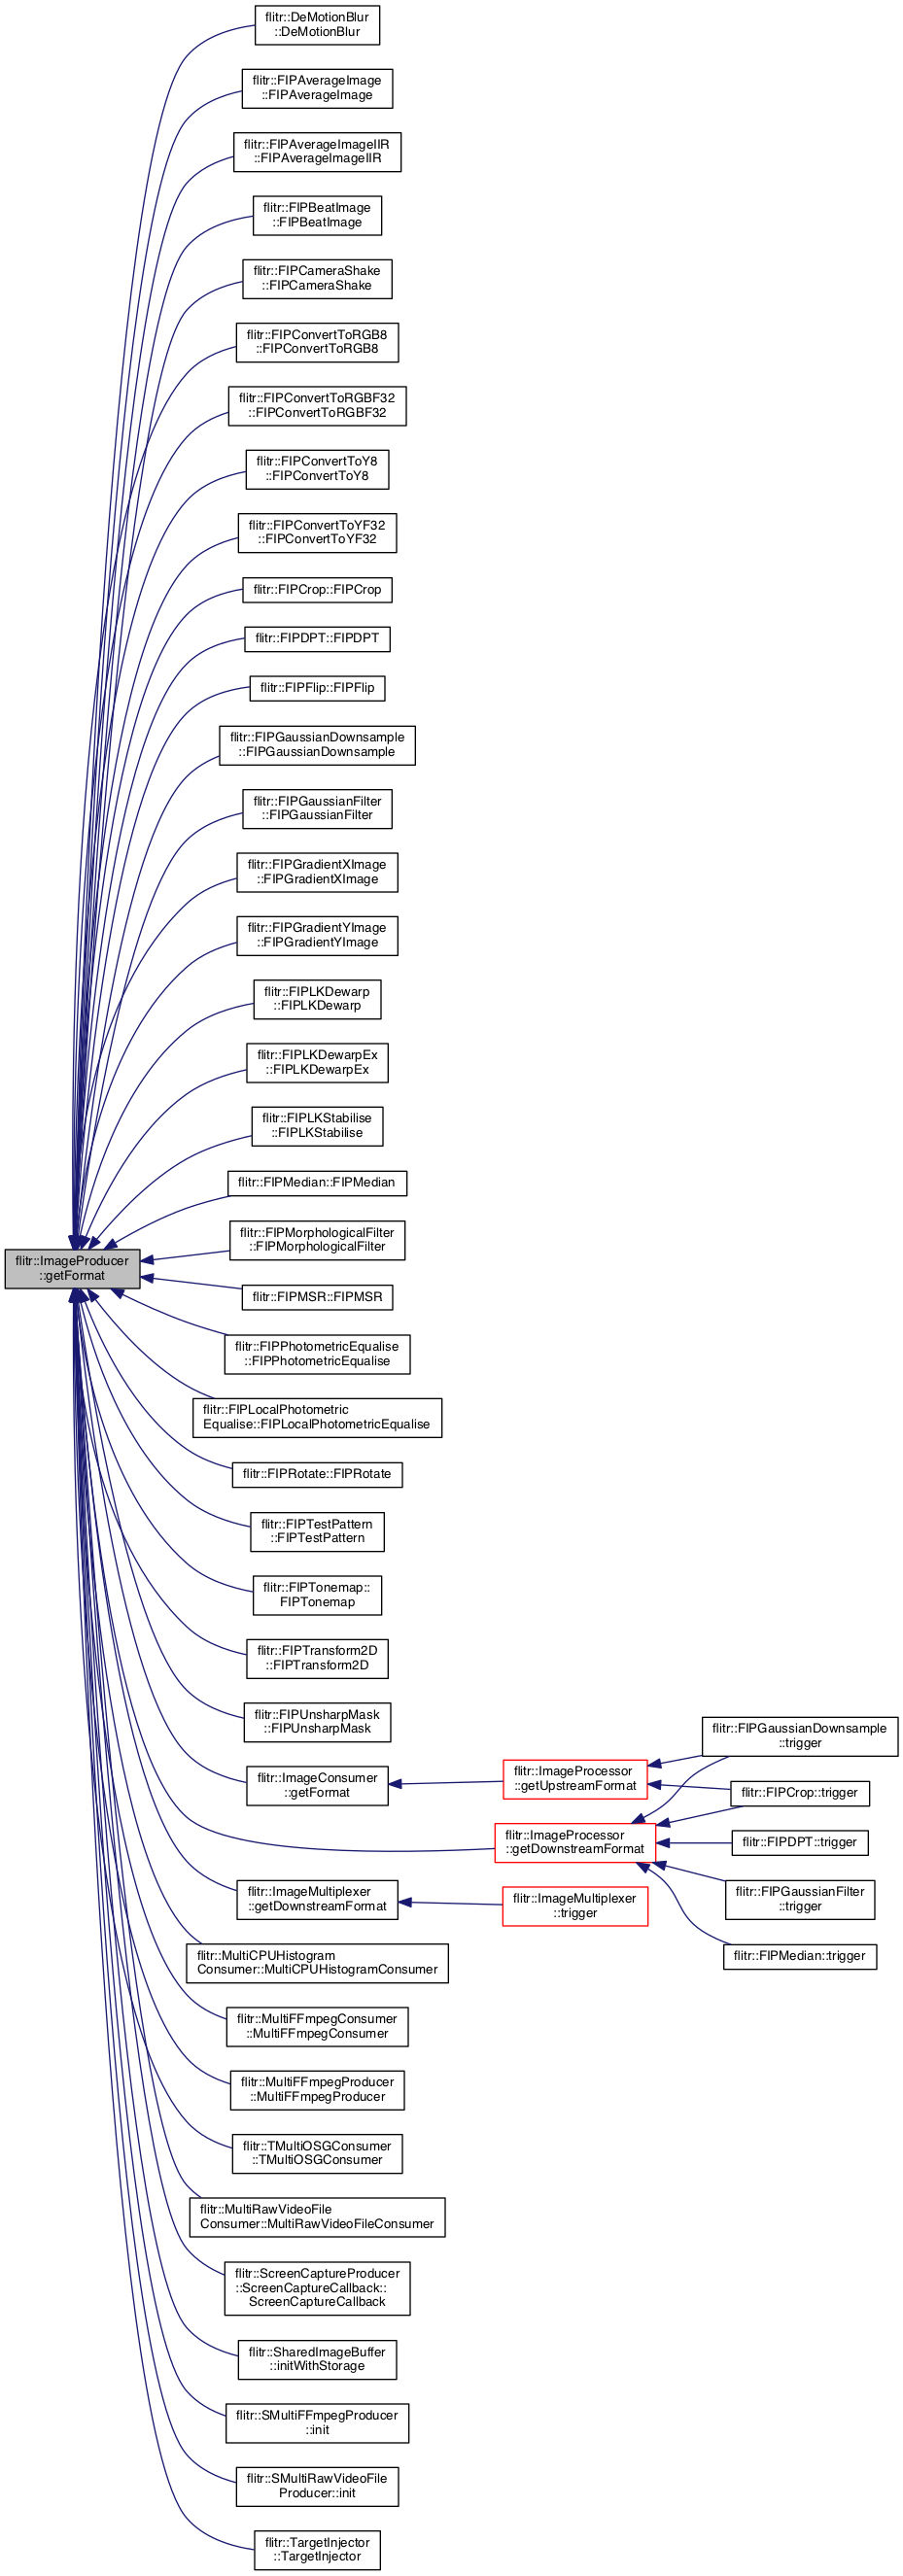 flitr::DeMotionBlur
::DeMotionBlur
flitr::FIPAverageImage
::FIPAverageImage
flitr::FIPAverageImageIIR
::FIPAverageImageIIR
flitr::FIPBeatImage
::FIPBeatImage
flitr::FIPCameraShake
::FIPCameraShake
flitr::FIPConvertToRGB8
::FIPConvertToRGB8
flitr::FIPConvertToRGBF32
::FIPConvertToRGBF32
flitr::FIPConvertToY8
::FIPConvertToY8
flitr::FIPConvertToYF32
::FIPConvertToYF32
flitr::FIPCrop::FIPCrop
flitr::FIPDPT::FIPDPT
flitr::FIPFlip::FIPFlip
flitr::FIPGaussianDownsample
::FIPGaussianDownsample
flitr::FIPGaussianFilter
::FIPGaussianFilter
flitr::FIPGradientXImage
::FIPGradientXImage
flitr::FIPGradientYImage
::FIPGradientYImage
flitr::FIPLKDewarp
::FIPLKDewarp
flitr::FIPLKDewarpEx
::FIPLKDewarpEx
flitr::FIPLKStabilise
::FIPLKStabilise
flitr::FIPMedian::FIPMedian
flitr::FIPMorphologicalFilter
::FIPMorphologicalFilter
flitr::ImageProducer
::getFormat
flitr::FIPMSR::FIPMSR
flitr::FIPPhotometricEqualise
::FIPPhotometricEqualise
flitr::FIPLocalPhotometric
Equalise::FIPLocalPhotometricEqualise
flitr::FIPRotate::FIPRotate
flitr::FIPTestPattern
::FIPTestPattern
flitr::FIPTonemap::
FIPTonemap
flitr::FIPTransform2D
::FIPTransform2D
flitr::FIPUnsharpMask
::FIPUnsharpMask
flitr::ImageConsumer
::getFormat
flitr::ImageProcessor
::getUpstreamFormat
flitr::FIPGaussianDownsample
::trigger
flitr::FIPCrop::trigger
flitr::ImageProcessor
::getDownstreamFormat
flitr::FIPDPT::trigger
flitr::ImageMultiplexer
::getDownstreamFormat
flitr::ImageMultiplexer
::trigger
flitr::FIPGaussianFilter
::trigger
flitr::FIPMedian::trigger
flitr::MultiCPUHistogram
Consumer::MultiCPUHistogramConsumer
flitr::MultiFFmpegConsumer
::MultiFFmpegConsumer
flitr::MultiFFmpegProducer
::MultiFFmpegProducer
flitr::TMultiOSGConsumer
::TMultiOSGConsumer
flitr::MultiRawVideoFile
Consumer::MultiRawVideoFileConsumer
flitr::ScreenCaptureProducer
::ScreenCaptureCallback::
ScreenCaptureCallback
flitr::SharedImageBuffer
::initWithStorage
flitr::SMultiFFmpegProducer
::init
flitr::SMultiRawVideoFile
Producer::init
flitr::TargetInjector
::TargetInjector